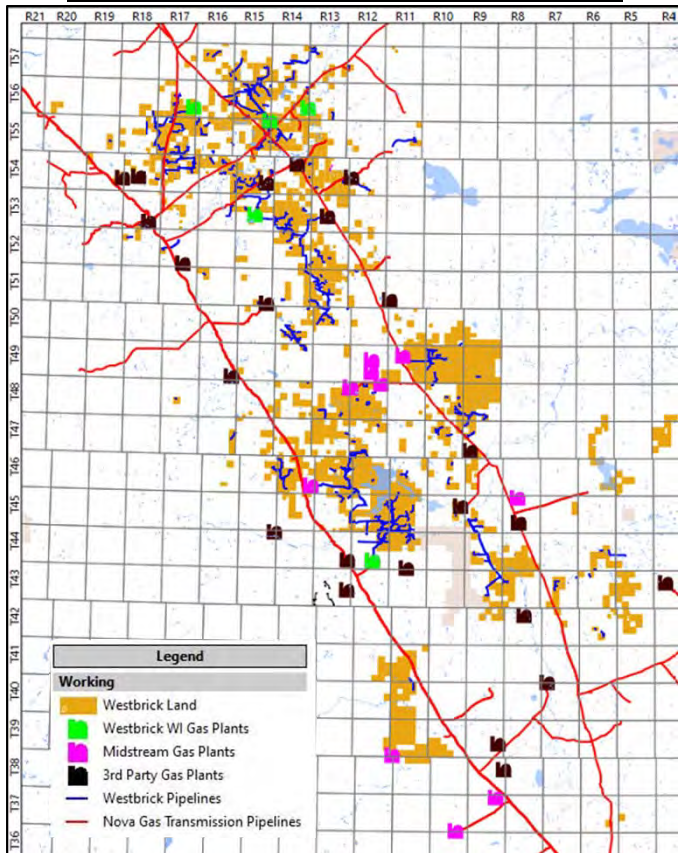 R21 R20 R19 R18 R17 R16 R15 R14 R13 R12 R11 R10 R9 R8 R7 R6 R5 R4
T57
T56
T55
T54
T53
T52
T51
T50
T49
T48
T47
T46
T45
T44
T43
T42
T41
T40
T39
T38
T37
T36
Legend
Working
Westbrick Land
Westbrick WI Gas Plants
Midstream Gas Plants
3rd Party Gas Plants
Westbrick Pipelines
Nova Gas Transmission Pipelines